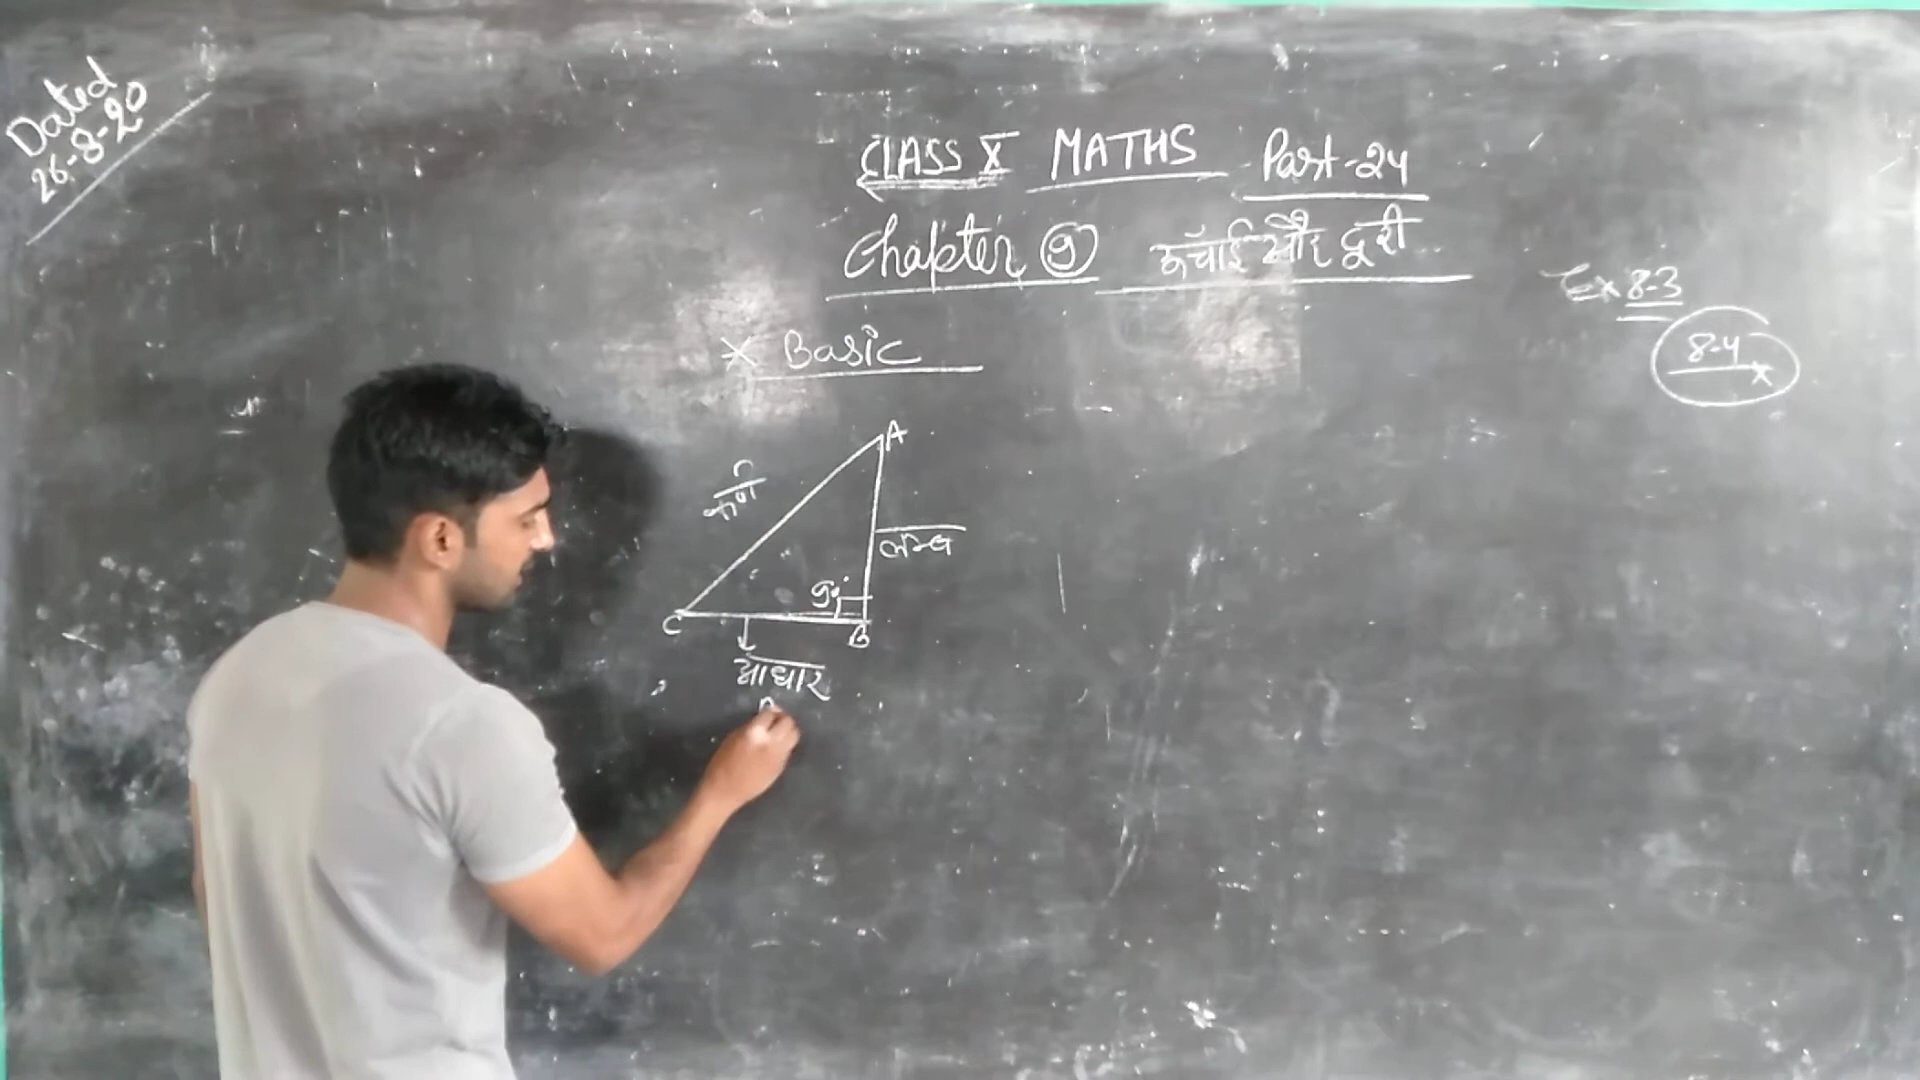 Dated
26-8-20
CLASS X MATHS Part-24
Chapter 9 ऊँचाई और दूरी
Ex 8.3
8.4
* Basic
A
कर्ण
लम्ब
90°
C
B
आधार